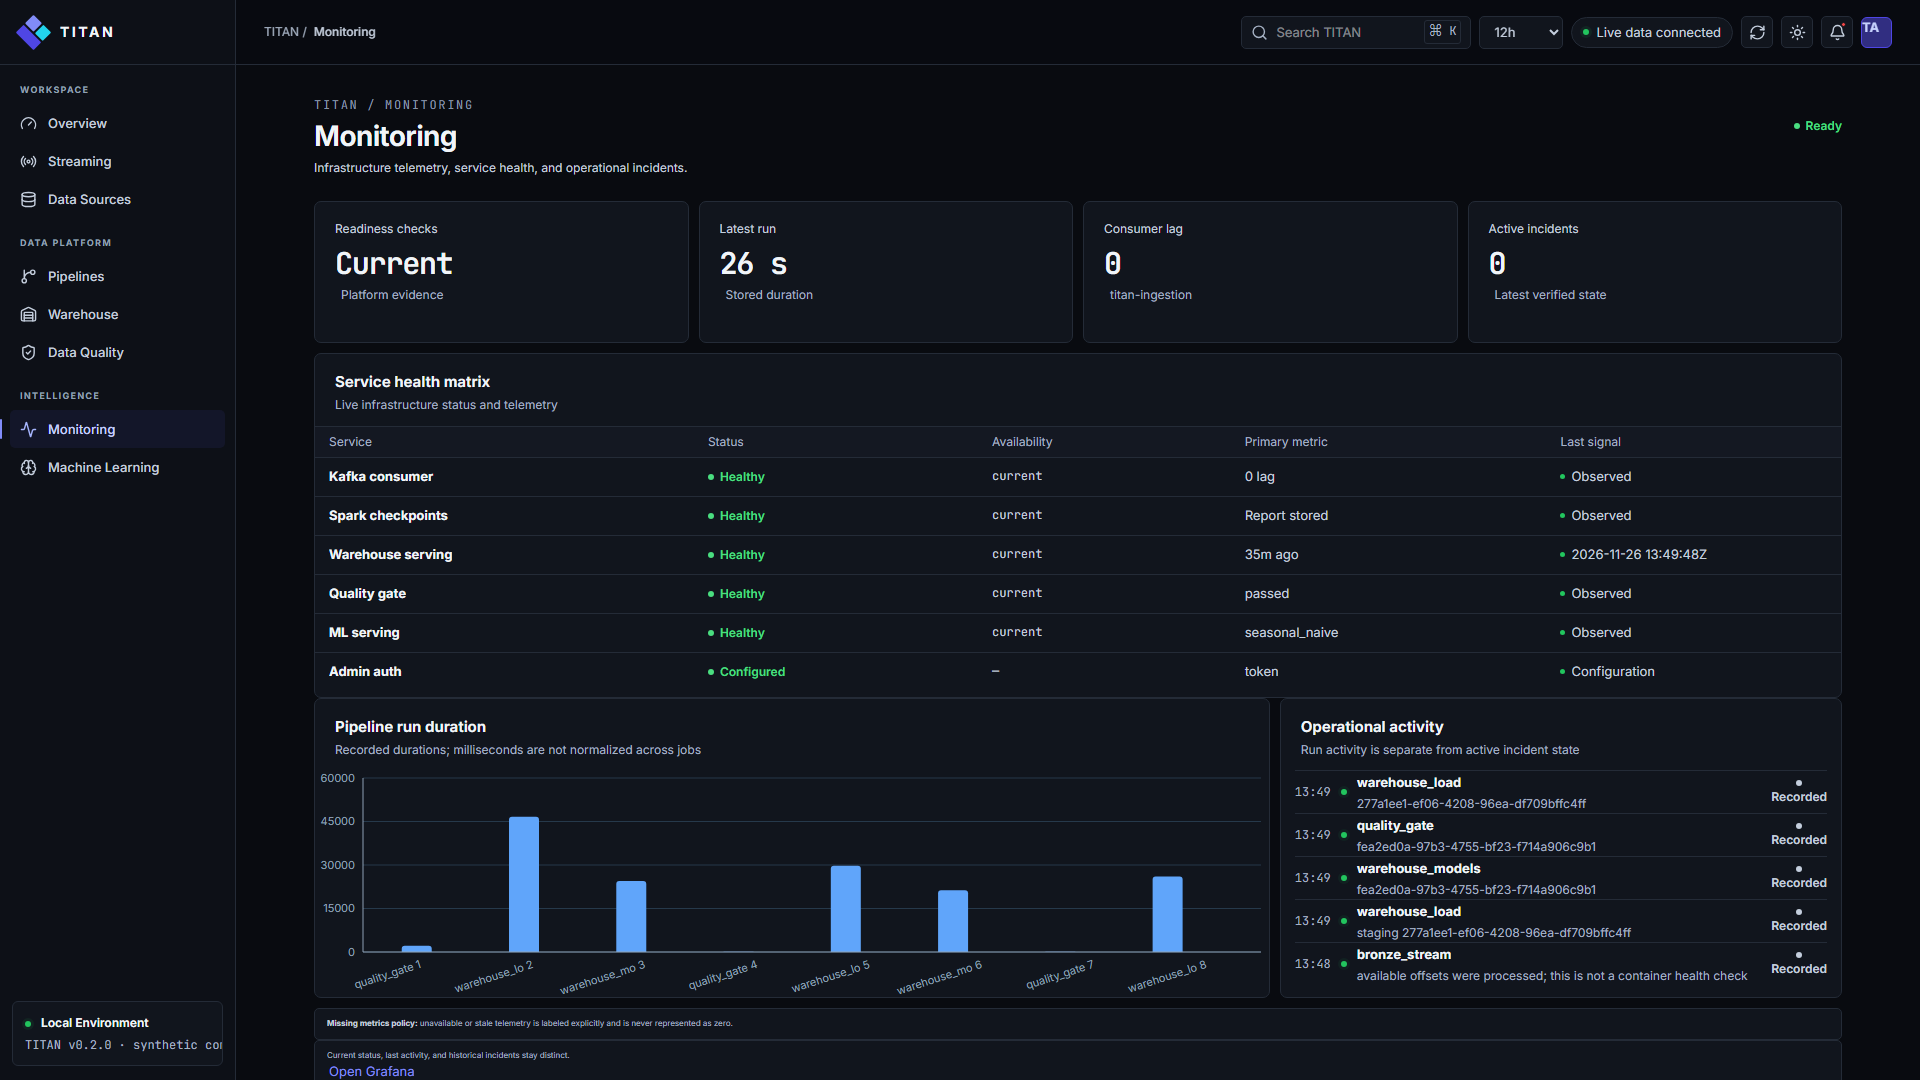 TITAN
TITAN / Monitoring
Search TITAN
⌘ K
12h
Live data connected
TA
WORKSPACE
Overview
Streaming
Data Sources
DATA PLATFORM
Pipelines
Warehouse
Data Quality
INTELLIGENCE
Monitoring
Machine Learning
Local Environment
TITAN v0.2.0 · synthetic
TITAN / MONITORING
Monitoring
Infrastructure telemetry, service health, and operational incidents.
Ready
Readiness checks
Current
Platform evidence
Latest run
26 s
Stored duration
Consumer lag
0
titan-ingestion
Active incidents
0
Latest verified state
Service health matrix
Live infrastructure status and telemetry
Service Status Availability Primary metric Last signal
Kafka consumer Healthy current 0 lag Observed
Spark checkpoints Healthy current Report stored Observed
Warehouse serving Healthy current 35m ago 2026-11-26 13:49:48Z
Quality gate Healthy current passed Observed
ML serving Healthy current seasonal_naive Observed
Admin auth Configured — token Configuration
Pipeline run duration
Recorded durations; milliseconds are not normalized across jobs
60000
45000
30000
15000
0
quality_gate 1
warehouse_lo 2
warehouse_mo 3
quality_gate 4
warehouse_lo 5
warehouse_mo 6
quality_gate 7
warehouse_lo 8
Operational activity
Run activity is separate from active incident state
13:49 warehouse_load Recorded
277a1ee1-ef06-4208-96ea-df709bffc4ff
13:49 quality_gate Recorded
fea2ed0a-97b3-4755-bf23-f714a906c9b1
13:49 warehouse_models Recorded
fea2ed0a-97b3-4755-bf23-f714a906c9b1
13:49 warehouse_load Recorded
staging 277a1ee1-ef06-4208-96ea-df709bffc4ff
13:48 bronze_stream Recorded
available offsets were processed; this is not a container health check
Missing metrics policy: unavailable or stale telemetry is labeled explicitly and is never represented as zero.
Current status, last activity, and historical incidents stay distinct.
Open Grafana